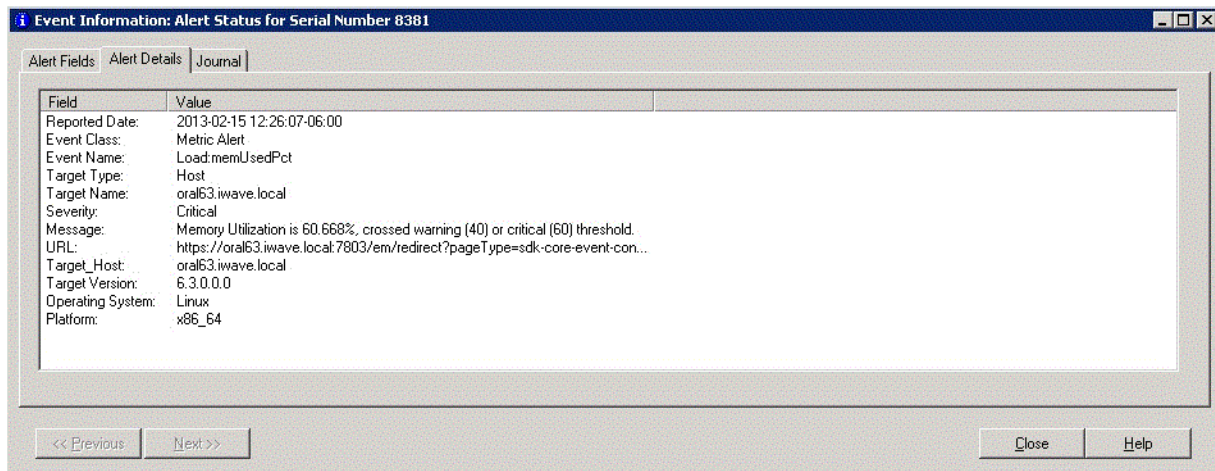 Event Information: Alert Status for Serial Number 8381
Alert Fields Alert Details Journal
Field Value
Reported Date: 2013-02-15 12:26:07-06:00
Event Class: Metric Alert
Event Name: Load:memUsedPct
Target Type: Host
Target Name: oral63.iwave.local
Severity: Critical
Message: Memory Utilization is 60.668%, crossed warning (40) or critical (60) threshold.
URL: https://oral63.iwave.local:7803/em/redirect?pageType=sdk-core-event-con...
Target_Host: oral63.iwave.local
Target Version: 6.3.0.0.0
Operating System: Linux
Platform: x86_64
<< Previous Next >> Close Help